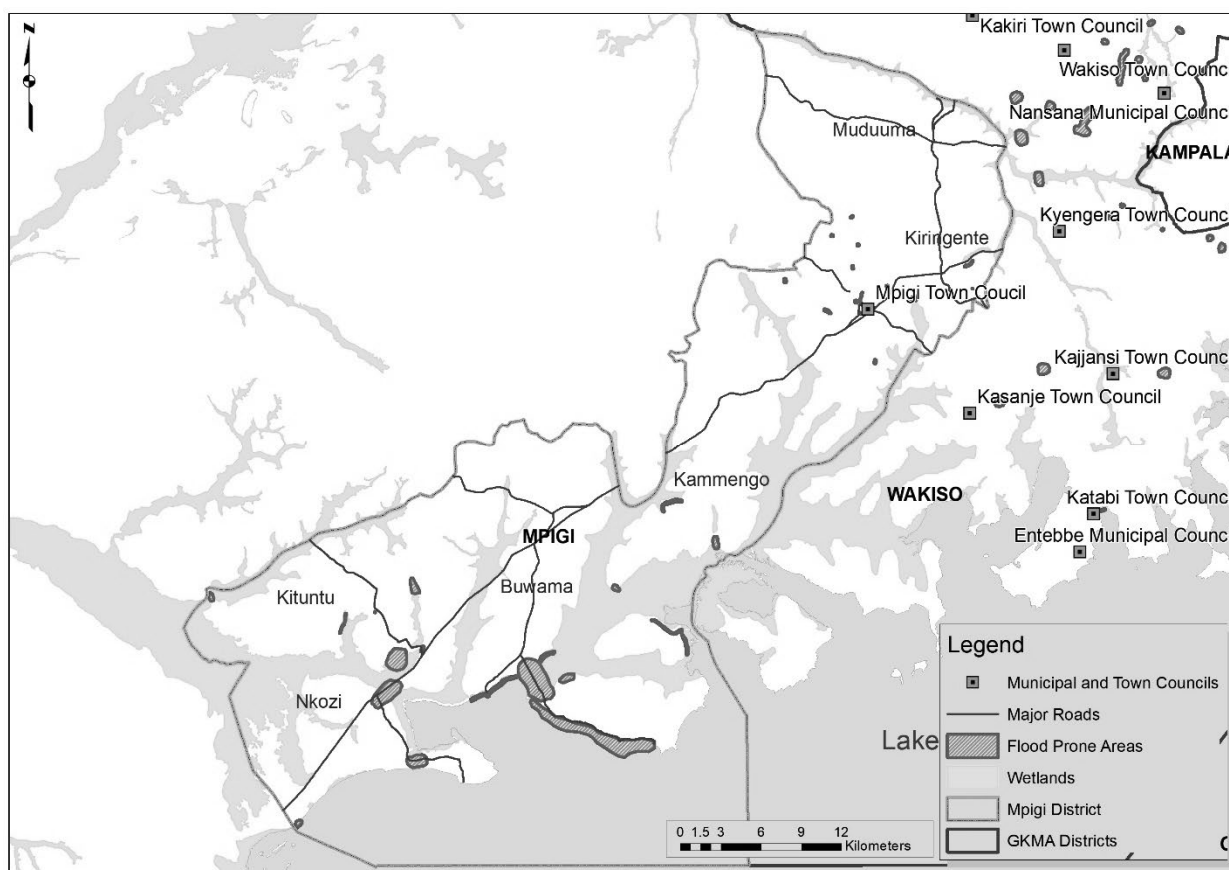 N
Kakiri Town Council
Wakiso Town Counc
Nansana Municipal Counc
Muduuma
KAMPALA
Kyengera Town Counc
Kiringente
Mpigi Town Coucil
Kajjansi Town Counc
Kasanje Town Council
Kammengo
WAKISO
Katabi Town Counc
MPIGI
Entebbe Municipal Counc
Buwama
Kituntu
Nkozi
Lake
Legend
Municipal and Town Councils
Major Roads
Flood Prone Areas
Wetlands
Mpigi District
GKMA Districts
0 1.5 3 6 9 12
Kilometers